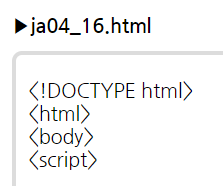 ▶ja04_16.html
<!DOCTYPE html>
<html>
<body>
<script>